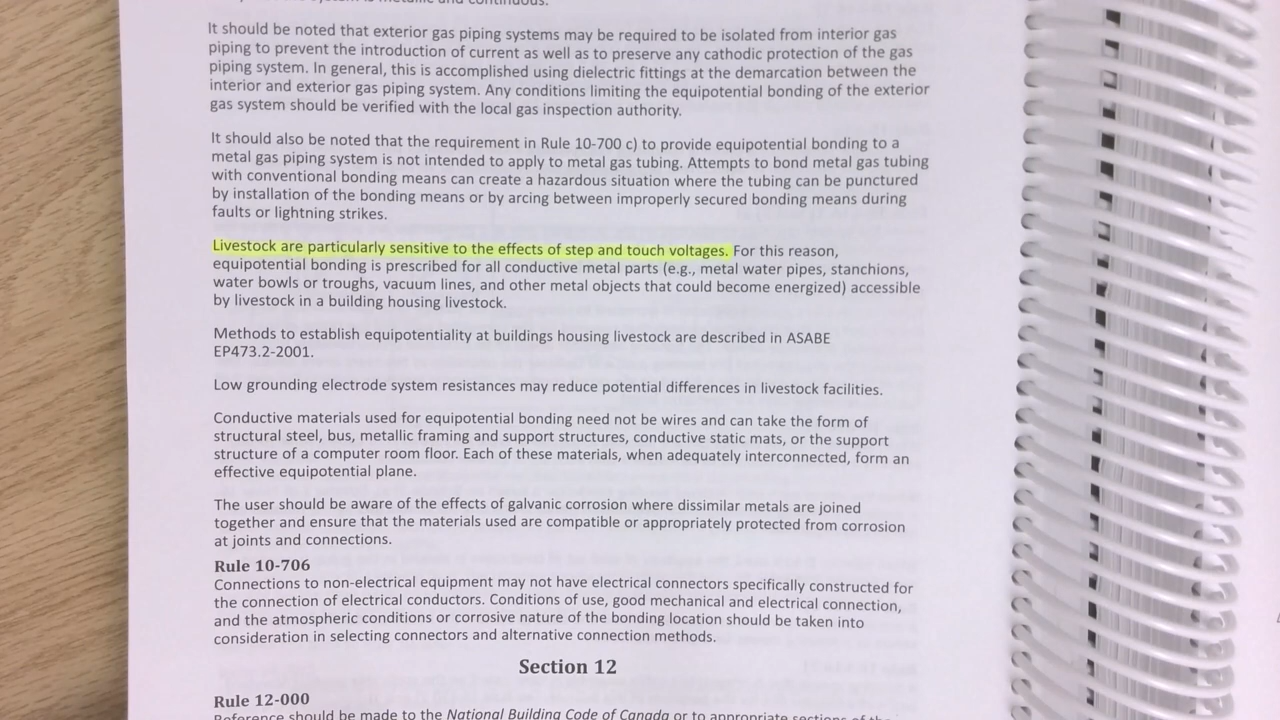 It should be noted that exterior gas piping systems may be required to be isolated from interior gas
piping to prevent the introduction of current as well as to preserve any cathodic protection of the gas
piping system. In general, this is accomplished using dielectric fittings at the demarcation between the
interior and exterior gas piping system. Any conditions limiting the equipotential bonding of the exterior
gas system should be verified with the local gas inspection authority.
It should also be noted that the requirement in Rule 10-700 c) to provide equipotential bonding to a
metal gas piping system is not intended to apply to metal gas tubing. Attempts to bond metal gas tubing
with conventional bonding means can create a hazardous situation where the tubing can be punctured
by installation of the bonding means or by arcing between improperly secured bonding means during
faults or lightning strikes.
Livestock are particularly sensitive to the effects of step and touch voltages. For this reason,
equipotential bonding is prescribed for all conductive metal parts (e.g., metal water pipes, stanchions,
water bowls or troughs, vacuum lines, and other metal objects that could become energized) accessible
by livestock in a building housing livestock.
Methods to establish equipotentiality at buildings housing livestock are described in ASABE
EP473.2-2001.
Low grounding electrode system resistances may reduce potential differences in livestock facilities.
Conductive materials used for equipotential bonding need not be wires and can take the form of
structural steel, bus, metallic framing and support structures, conductive static mats, or the support
structure of a computer room floor. Each of these materials, when adequately interconnected, form an
effective equipotential plane.
The user should be aware of the effects of galvanic corrosion where dissimilar metals are joined
together and ensure that the materials used are compatible or appropriately protected from corrosion
at joints and connections.
Rule 10-706
Connections to non-electrical equipment may not have electrical connectors specifically constructed for
the connection of electrical conductors. Conditions of use, good mechanical and electrical connection,
and the atmospheric conditions or corrosive nature of the bonding location should be taken into
consideration in selecting connectors and alternative connection methods.
Section 12
Rule 12-000
Reference should be made to the National Building Code of Canada or to appropriate sections of the